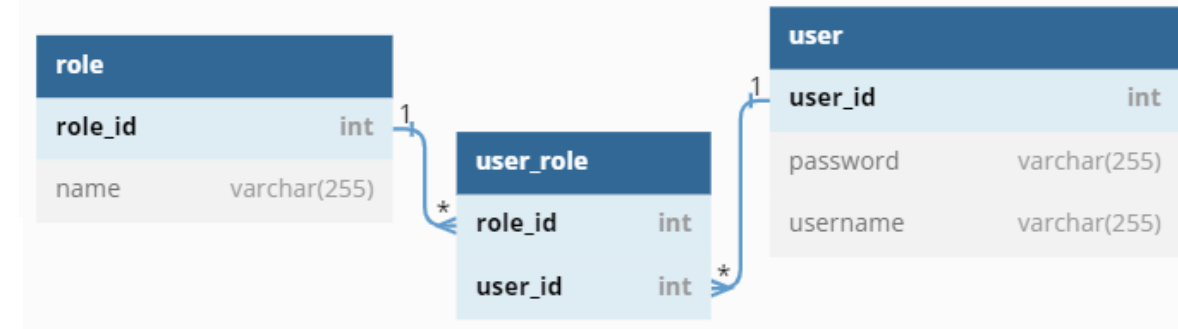 role
role_id int
name varchar(255)
1
*
user_role
role_id int
user_id int
*
1
user
user_id int
password varchar(255)
username varchar(255)